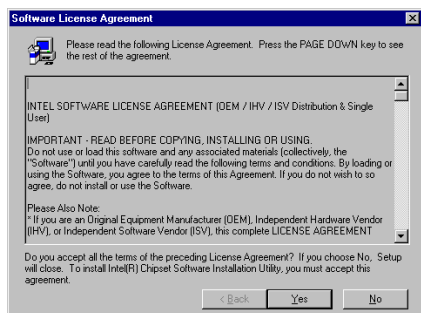 Software License Agreement
Please read the following License Agreement. Press the PAGE DOWN key to see
the rest of the agreement.
INTEL SOFTWARE LICENSE AGREEMENT (OEM / IHV / ISV Distribution & Single
User)
IMPORTANT - READ BEFORE COPYING, INSTALLING OR USING.
Do not use or load this software and any associated materials (collectively, the
"Software") until you have carefully read the following terms and conditions. By loading or
using the Software, you agree to the terms of this Agreement. If you do not wish to so
agree, do not install or use the Software.
Please Also Note:
* If you are an Original Equipment Manufacturer (OEM), Independent Hardware Vendor
(IHV), or Independent Software Vendor (ISV), this complete LICENSE AGREEMENT
Do you accept all the terms of the preceding License Agreement? If you choose No, Setup
will close. To install Intel(R) Chipset Software Installation Utility, you must accept this
agreement.
< Back
Yes
No